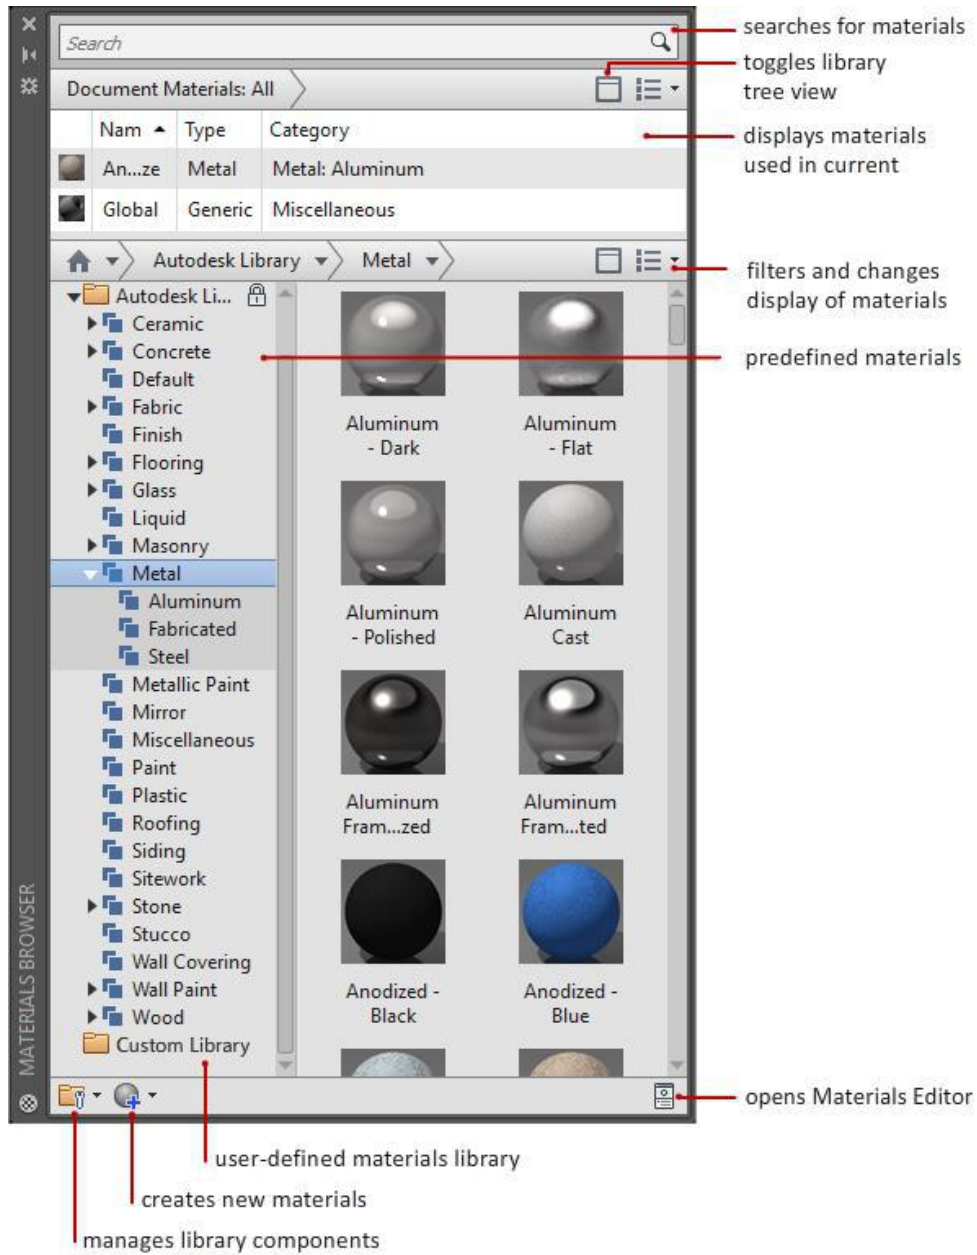 searches for materials
Search
toggles library
tree view
Document Materials: All
displays materials
used in current
Nam Type Category
An...ze Metal Metal: Aluminum
Global Generic Miscellaneous
Autodesk Library Metal
filters and changes
display of materials
predefined materials
Autodesk Li...
Ceramic
Concrete
Default
Fabric
Finish
Flooring
Glass
Liquid
Masonry
Metal
Aluminum
Fabricated
Steel
Metallic Paint
Mirror
Miscellaneous
Paint
Plastic
Roofing
Siding
Sitework
Stone
Stucco
Wall Covering
Wall Paint
Wood
Custom Library
Aluminum
- Dark
Aluminum
- Flat
Aluminum
- Polished
Aluminum
Cast
Aluminum
Fram...zed
Aluminum
Fram...ted
Anodized -
Black
Anodized -
Blue
MATERIALS BROWSER
opens Materials Editor
user-defined materials library
creates new materials
manages library components